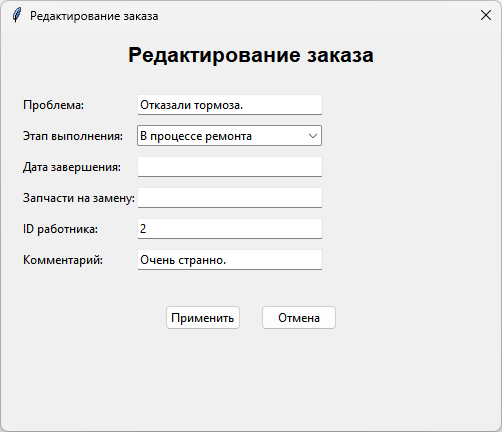 Редактирование заказа
Редактирование заказа
Проблема: Отказали тормоза.
Этап выполнения: В процессе ремонта
Дата завершения:
Запчасти на замену:
ID работника: 2
Комментарий: Очень странно.
Применить Отмена